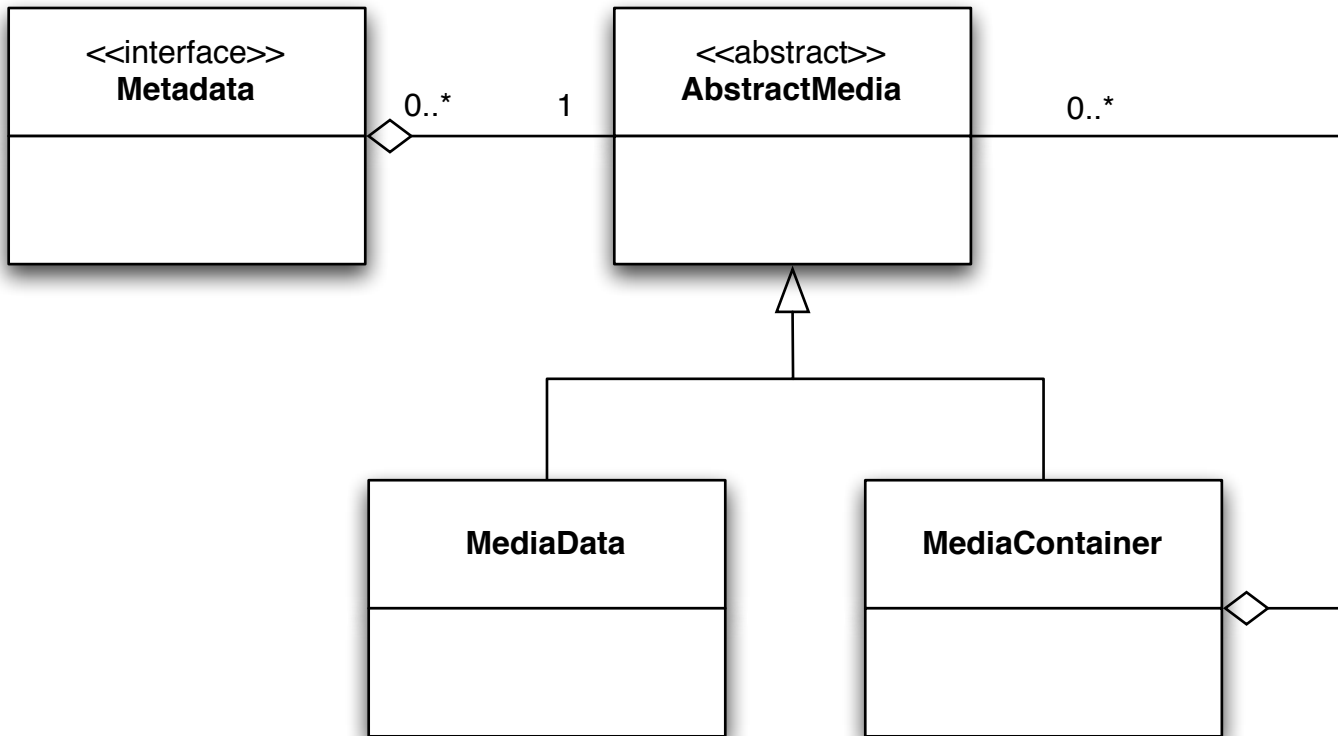 <<interface>>
Metadata
0..*
1
<<abstract>>
AbstractMedia
0..*
MediaData
MediaContainer